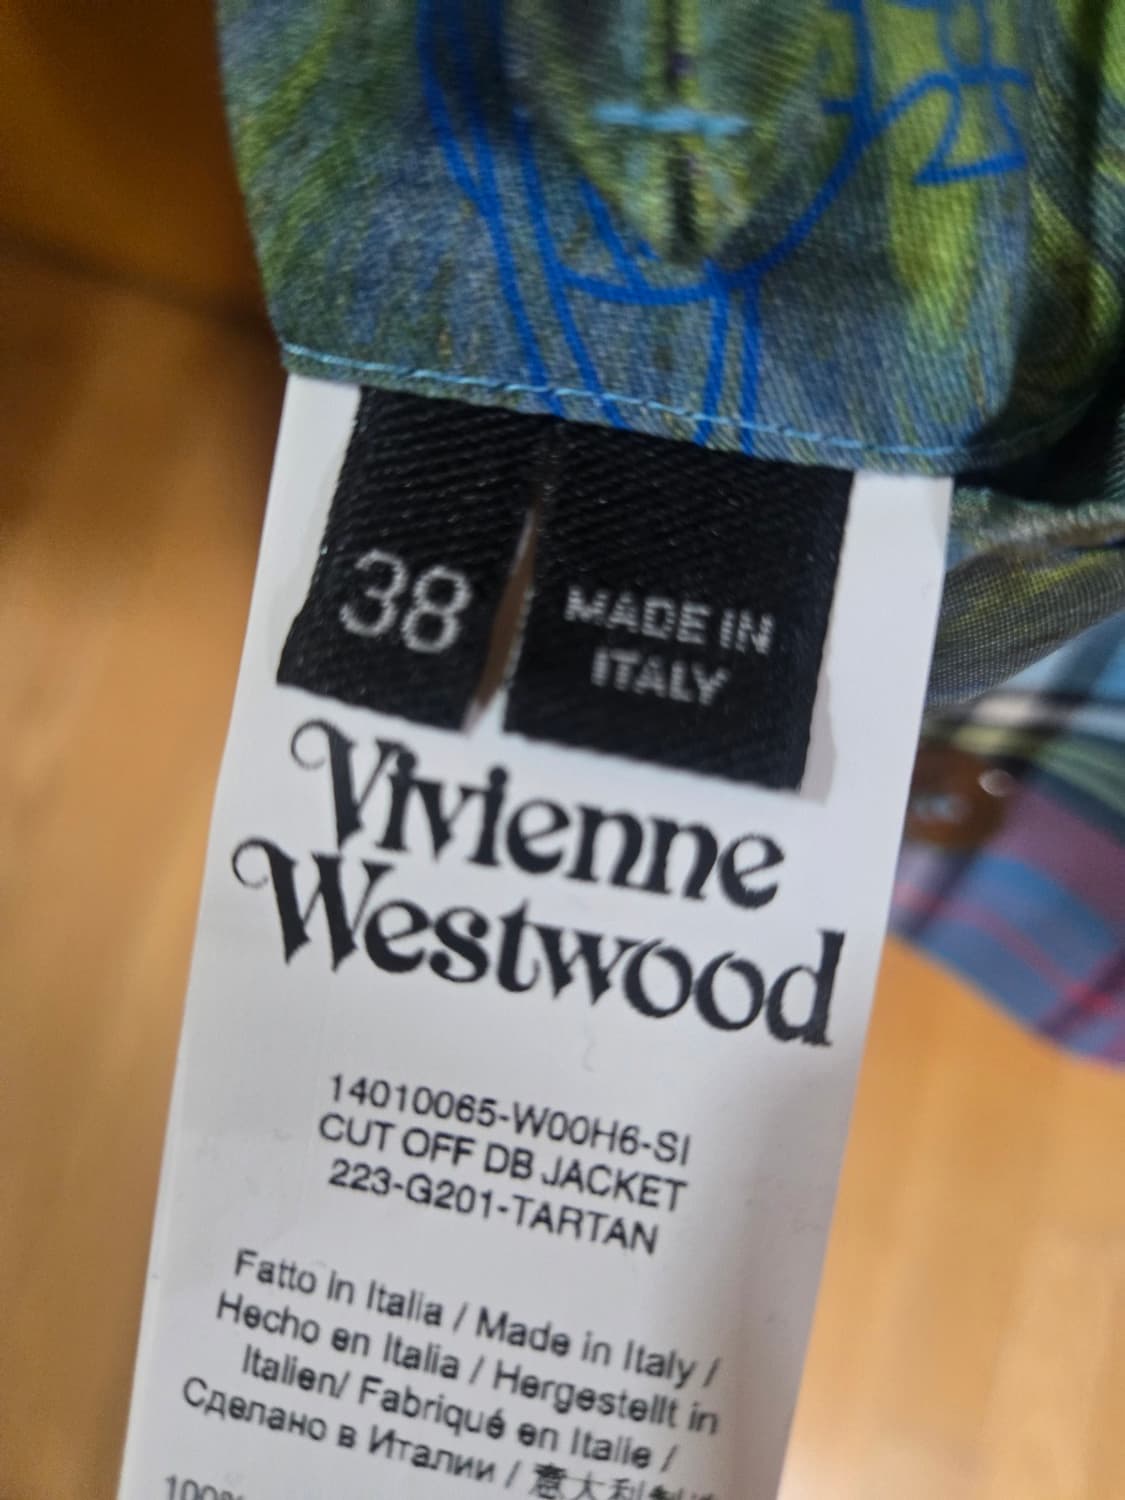 38
MADE IN
ITALY
Vivienne
Westwood
14010065-W00H6-SI
CUT OFF DB JACKET
223-G201-TARTAN
Fatto in Italia / Made in Italy /
Hecho en Italia / Hergestellt in
Italien/ Fabriqué en Italie /
Сделано в Италии / 意大利制造
100%